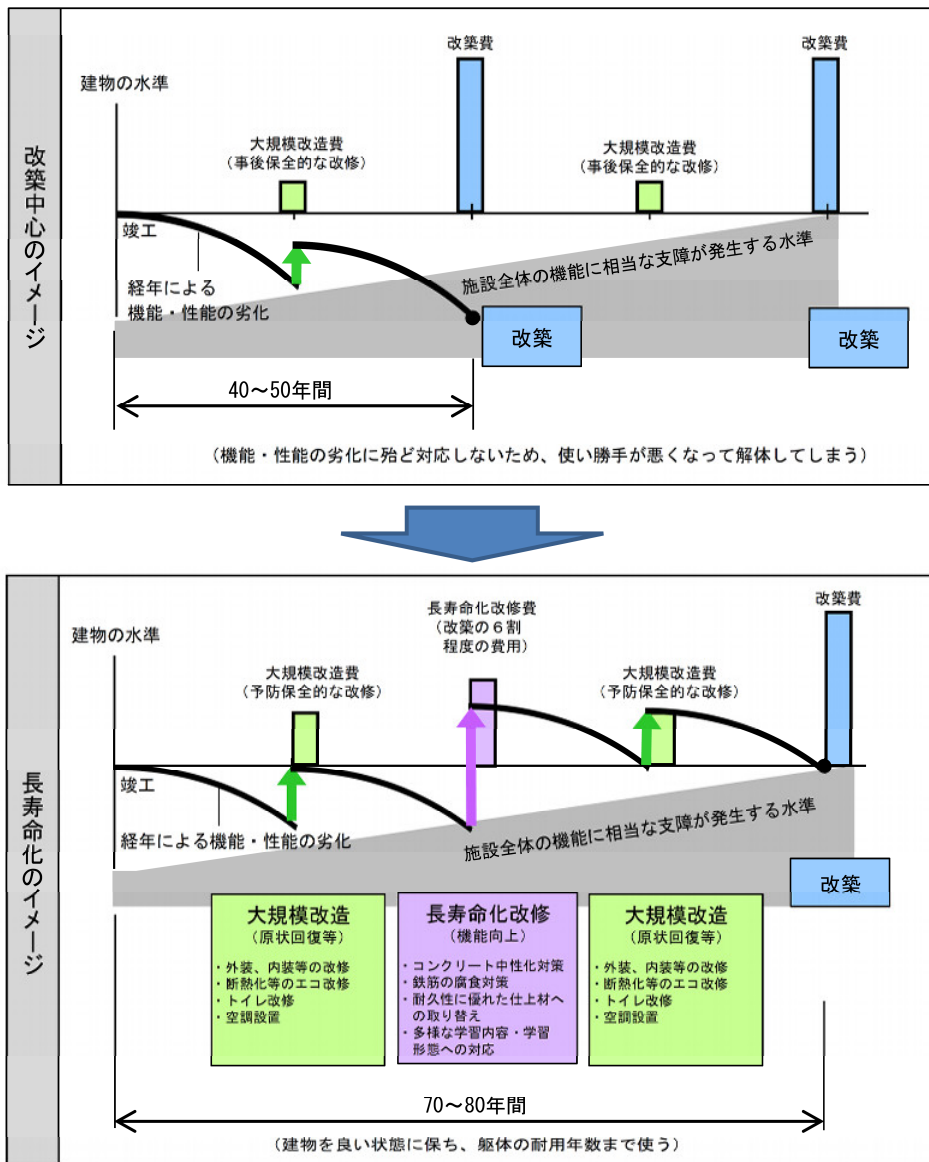 改築中心のイメージ
建物の水準
改築費
改築費
大規模改造費
（事後保全的な改修）
大規模改造費
（事後保全的な改修）
竣工
経年による
機能・性能の劣化
施設全体の機能に相当な支障が発生する水準
改築
改築
40～50年間
（機能・性能の劣化に殆ど対応しないため、使い勝手が悪くなって解体してしまう）
長寿命化のイメージ
建物の水準
長寿命化改修費
（改築の６割
程度の費用）
改築費
大規模改造費
（予防保全的な改修）
大規模改造費
（予防保全的な改修）
竣工
経年による機能・性能の劣化
施設全体の機能に相当な支障が発生する水準
改築
大規模改造
（原状回復等）
・外装、内装等の改修
・断熱化等のエコ改修
・トイレ改修
・空調設置
長寿命化改修
（機能向上）
・コンクリート中性化対策
・鉄筋の腐食対策
・耐久性に優れた仕上材へ
の取り替え
・多様な学習内容・学習
形態への対応
大規模改造
（原状回復等）
・外装、内装等の改修
・断熱化等のエコ改修
・トイレ改修
・空調設置
70～80年間
（建物を良い状態に保ち、躯体の耐用年数まで使う）